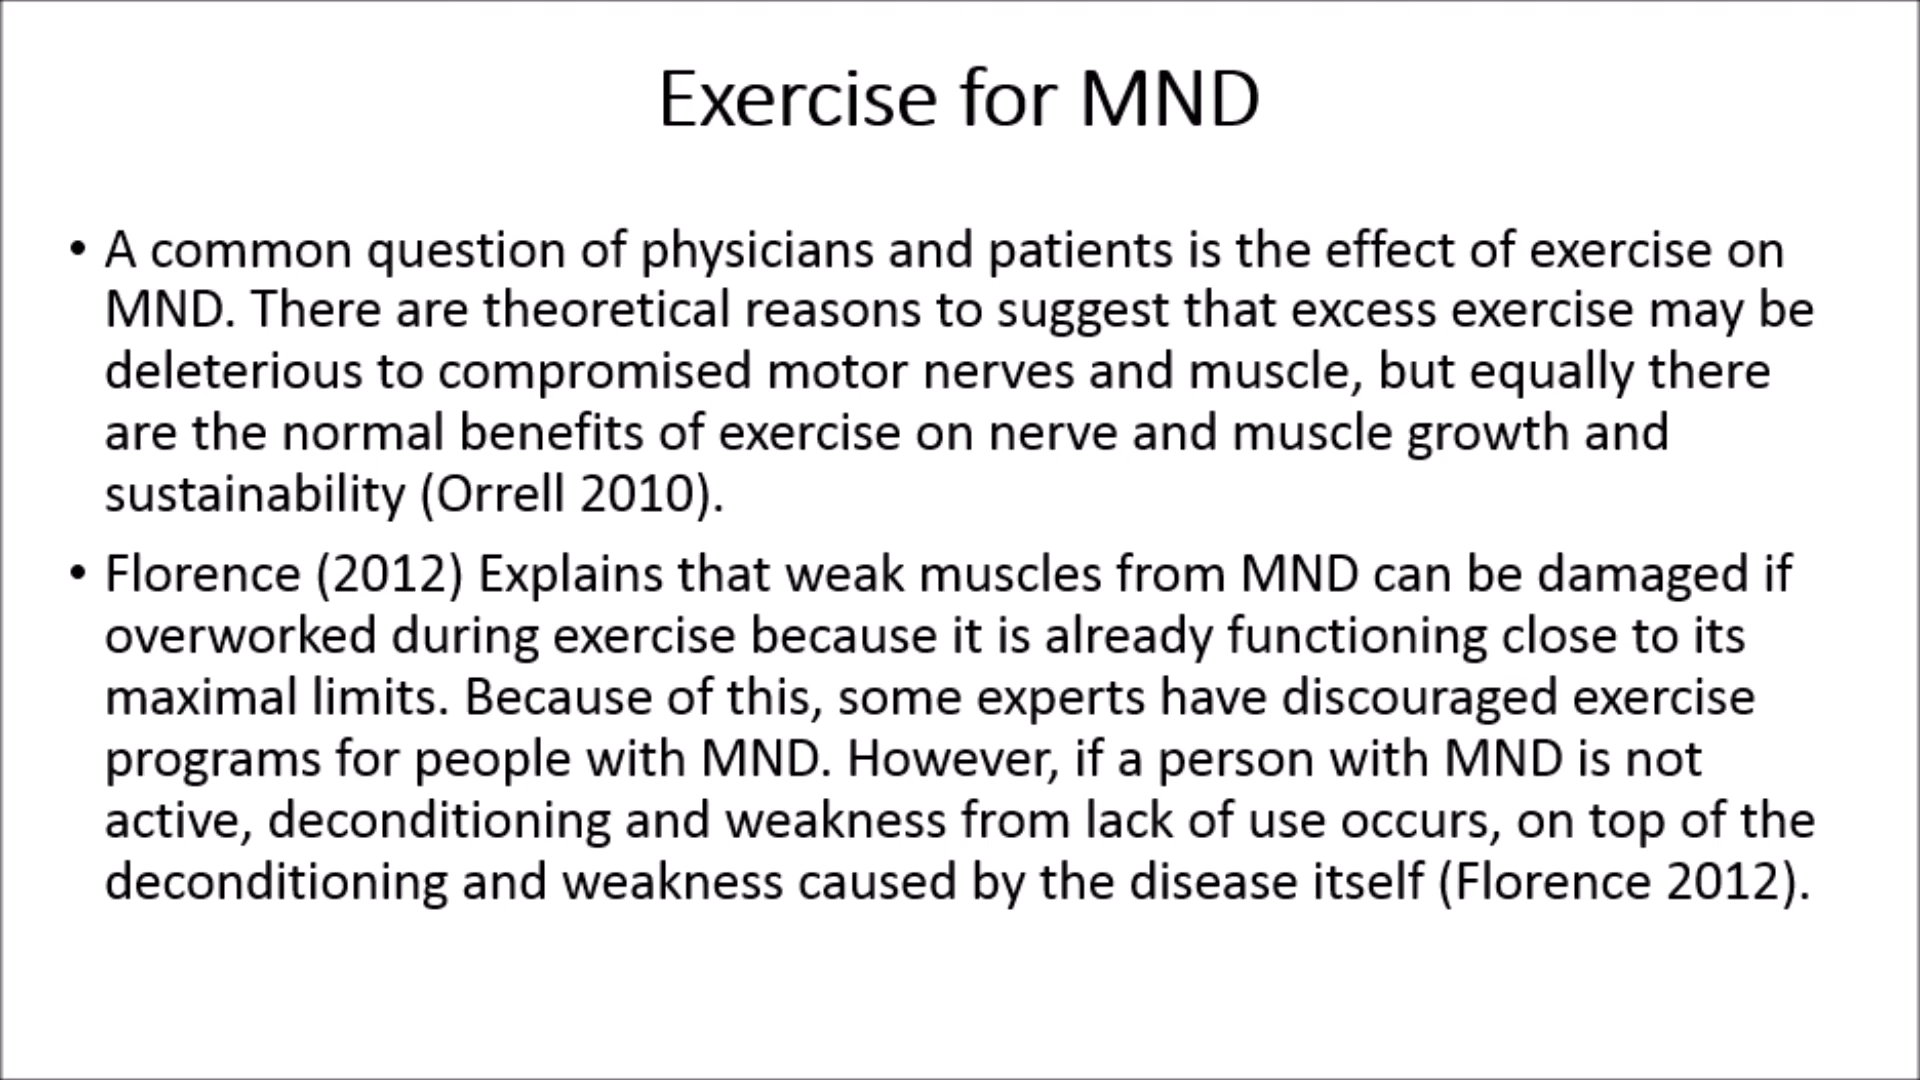 Exercise for MND
• A common question of physicians and patients is the effect of exercise on
MND. There are theoretical reasons to suggest that excess exercise may be
deleterious to compromised motor nerves and muscle, but equally there
are the normal benefits of exercise on nerve and muscle growth and
sustainability (Orrell 2010).
• Florence (2012) Explains that weak muscles from MND can be damaged if
overworked during exercise because it is already functioning close to its
maximal limits. Because of this, some experts have discouraged exercise
programs for people with MND. However, if a person with MND is not
active, deconditioning and weakness from lack of use occurs, on top of the
deconditioning and weakness caused by the disease itself (Florence 2012).